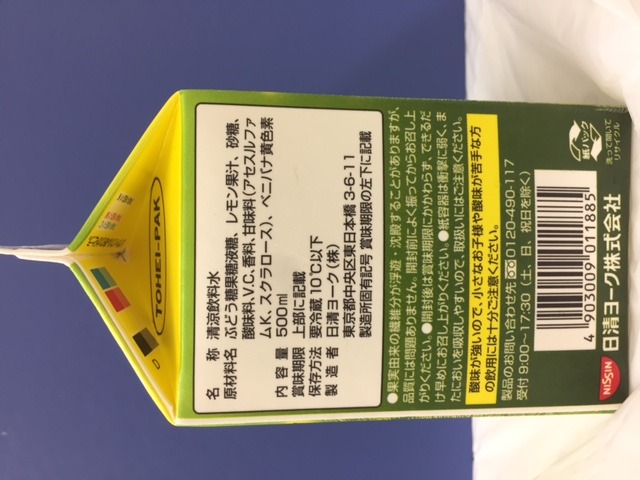 TOHEI-PAK
名 称 清涼飲料水
原材料名 ぶどう糖果糖液糖、レモン果汁、砂糖、
酸味料、V.C、香料、甘味料(アセスルファ
ムK、スクラロース)、ベニバナ黄色素
内 容 量 500ml
賞味期限 上部に記載
保存方法 要冷蔵 10℃以下
製 造 者 日清ヨーク(株)
東京都中央区東日本橋 3-6-11
製造所固有記号 賞味期限の左下に記載
●果実由来の繊維分が浮遊・沈殿することがありますが、
品質には問題ありません。開封前によく振ってからお召し上
がりください。●開封後は賞味期限にかかわらず、できるだ
け早めにお召し上がりください。●紙容器は衝撃に弱く、ま
たにおいを吸収しやすいので、取扱いにはご注意ください。
酸味が強いので、小さなお子様や酸味が苦手な方
の飲用には十分ご注意ください。
製品のお問い合わせ先 0120-490-117
受付 9:00~17:30 (土、日、祝日を除く)
4 903009 011885
NISSIN 日清ヨーク株式会社
紙パック
洗って開いて
リサイクル